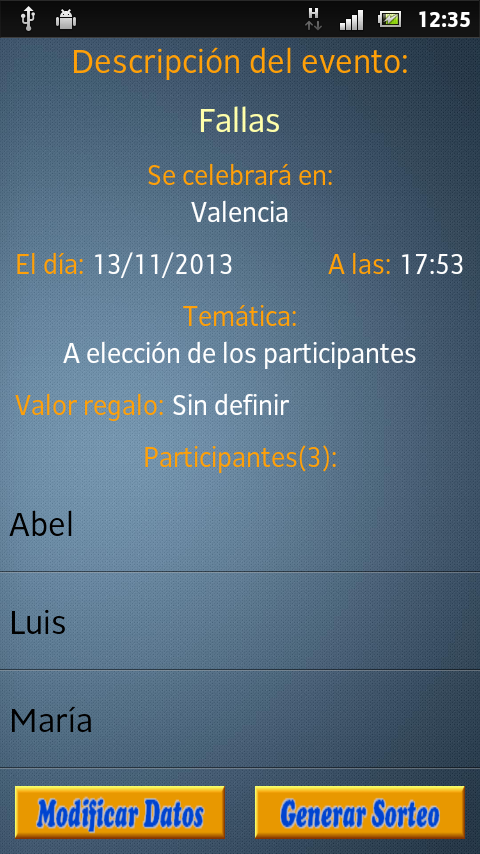 H 12:35
Descripción del evento:
Fallas
Se celebrará en:
Valencia
El día: 13/11/2013 A las: 17:53
Temática:
A elección de los participantes
Valor regalo: Sin definir
Participantes(3):
Abel
Luis
María
Modificar Datos Generar Sorteo